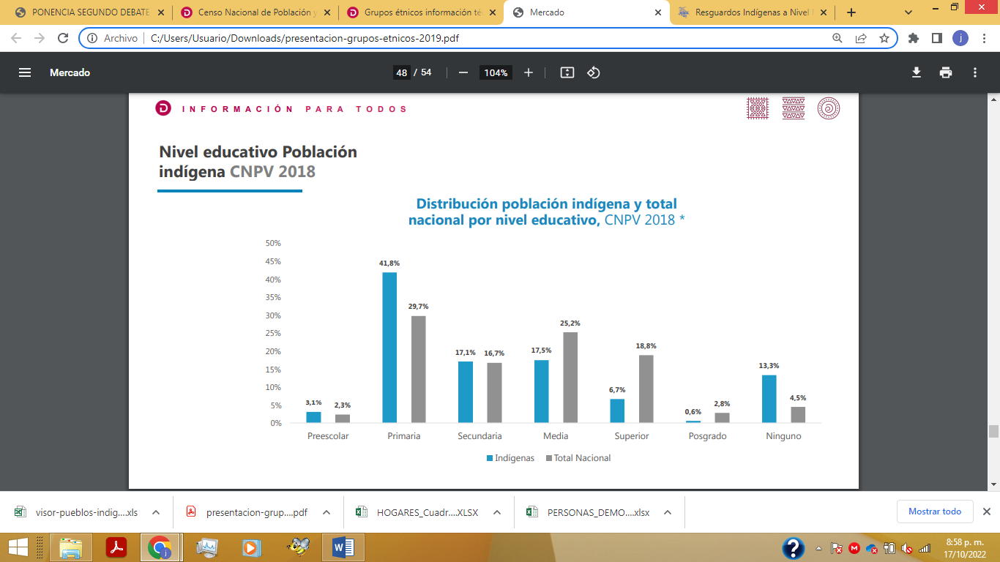 PONENCIA SEGUNDO DEBATE
Censo Nacional de Población y
Grupos étnicos información té
Mercado
Resguardos Indígenas a Nivel
Archivo
C:/Users/Usuario/Downloads/presentacion-grupos-etnicos-2019.pdf
j
Mercado
48 / 54
104%
D INFORMACIÓN PARA TODOS
Nivel educativo Población
indígena CNPV 2018
Distribución población indígena y total
nacional por nivel educativo, CNPV 2018 *
50%
45%
40%
35%
30%
25%
20%
15%
10%
5%
0%
3,1%
2,3%
41,8%
29,7%
17,1%
16,7%
17,5%
25,2%
6,7%
18,8%
0,6%
2,8%
13,3%
4,5%
Preescolar
Primaria
Secundaria
Media
Superior
Posgrado
Ninguno
Indígenas
Total Nacional
visor-pueblos-indig....xls
presentacion-grup....pdf
HOGARES_Cuadr....XLSX
PERSONAS_DEMO....xlsx
Mostrar todo
8:58 p. m.
17/10/2022